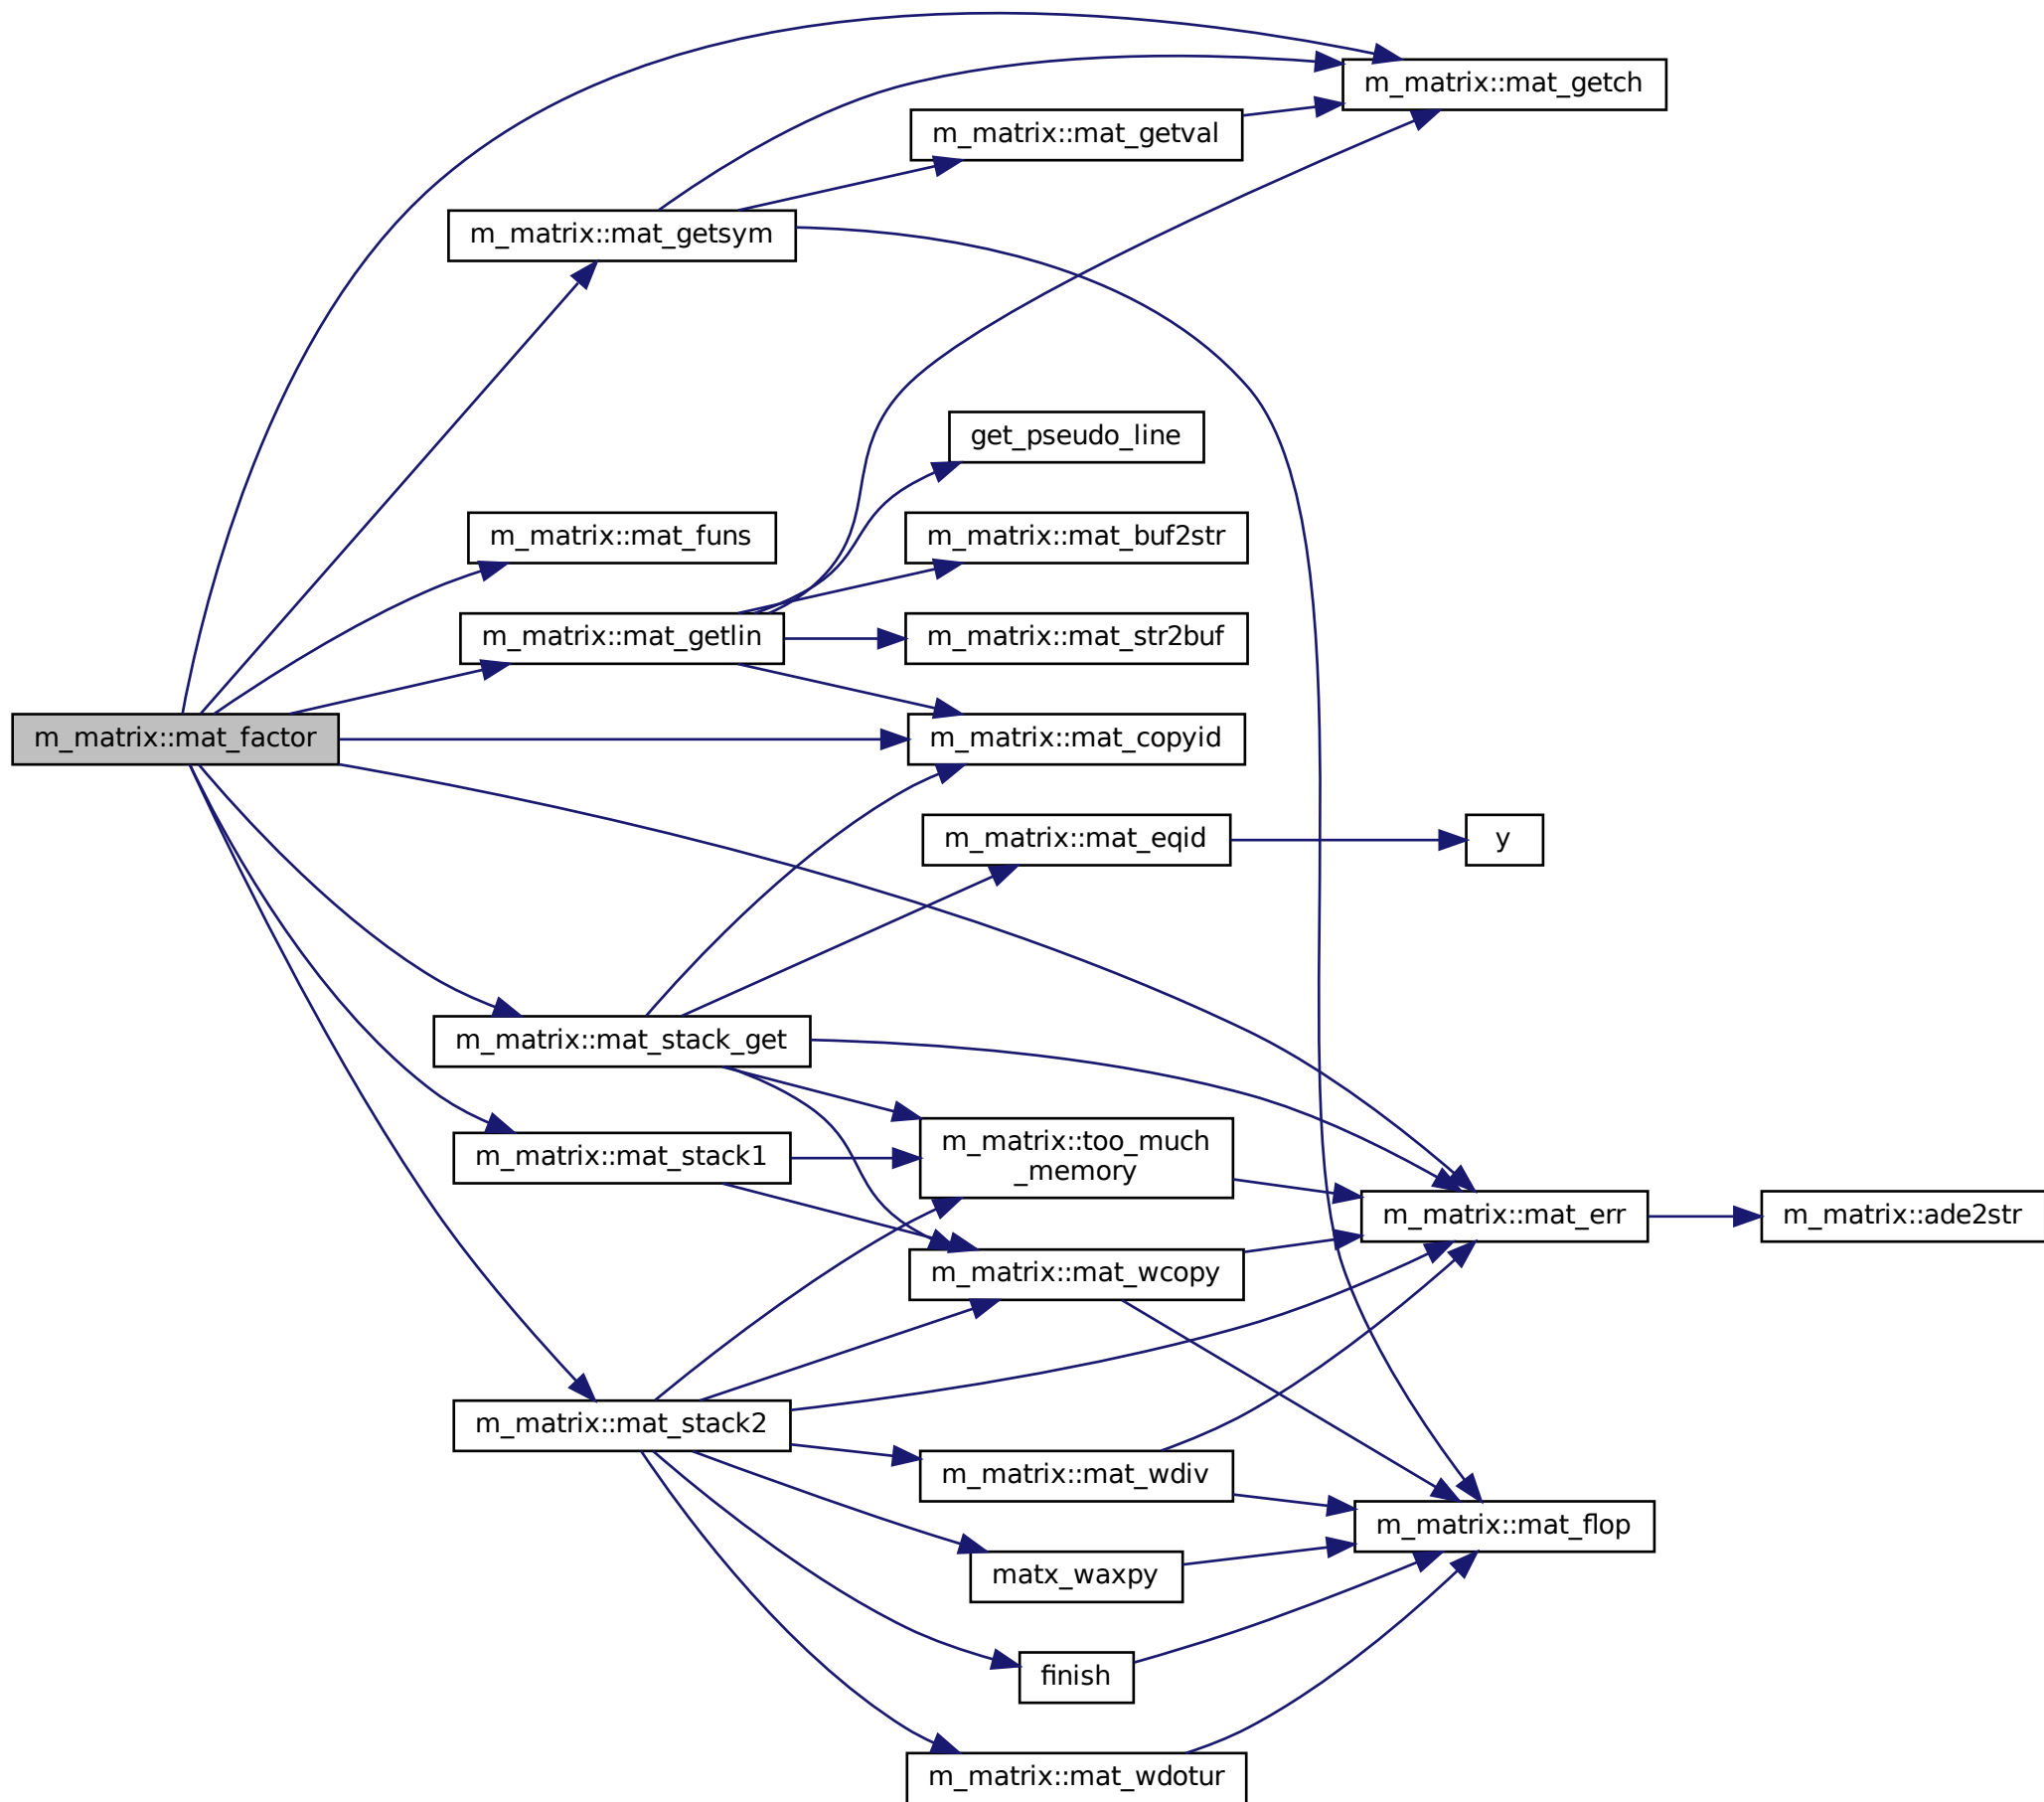 m_matrix::mat_getch
m_matrix::mat_getval
m_matrix::mat_getsym
get_pseudo_line
m_matrix::mat_funs
m_matrix::mat_buf2str
m_matrix::mat_getlin
m_matrix::mat_str2buf
m_matrix::mat_factor
m_matrix::mat_copyid
m_matrix::mat_eqid
y
m_matrix::mat_stack_get
m_matrix::mat_stack1
m_matrix::too_much
_memory
m_matrix::mat_err
m_matrix::ade2str
m_matrix::mat_wcopy
m_matrix::mat_stack2
m_matrix::mat_wdiv
m_matrix::mat_flop
matx_waxpy
finish
m_matrix::mat_wdotur